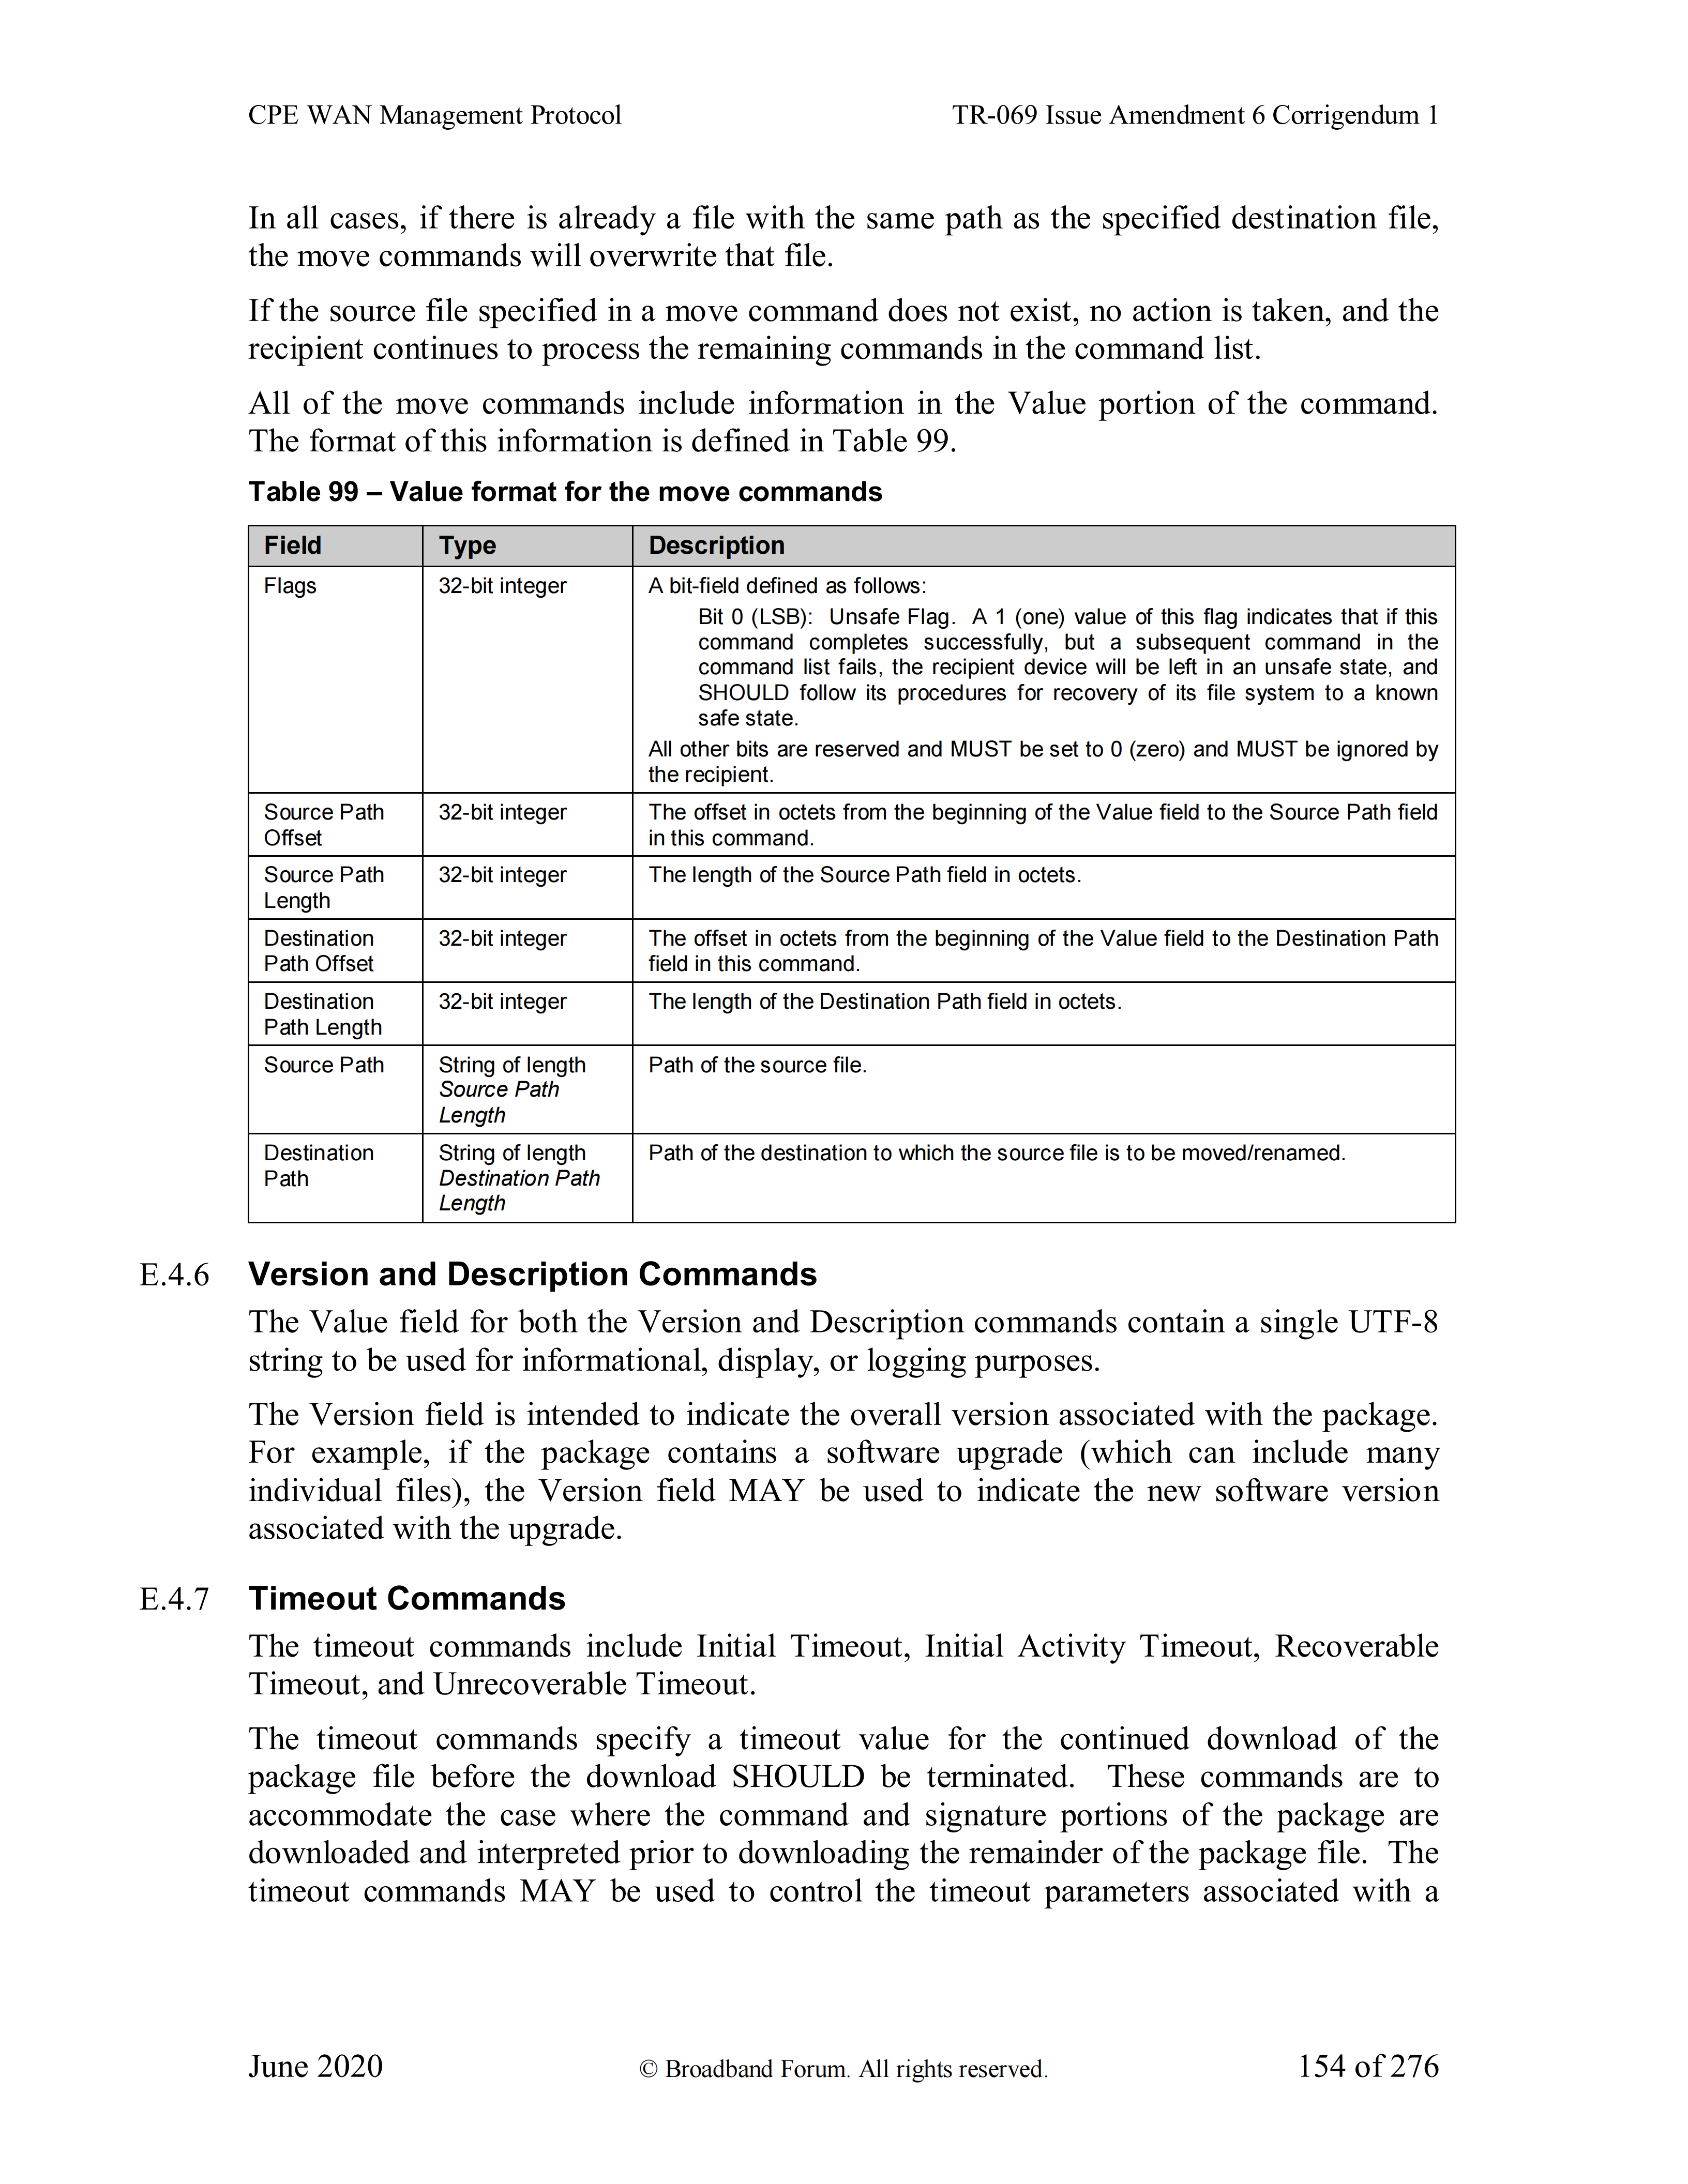 CPE WAN Management Protocol
TR-069 Issue Amendment 6 Corrigendum 1
In all cases, if there is already a file with the same path as the specified destination file,
the move commands will overwrite that file.
If the source file specified in a move command does not exist, no action is taken, and the
recipient continues to process the remaining commands in the command list.
All of the move commands include information in the Value portion of the command.
The format of this information is defined in Table 99.
Table 99 – Value format for the move commands
Field
Type
Description
Flags
32-bit integer
A bit-field defined as follows:
Bit 0 (LSB):  Unsafe Flag.  A 1 (one) value of this flag indicates that if this
command completes successfully, but a subsequent command in the
command list fails, the recipient device will be left in an unsafe state, and
SHOULD follow its procedures for recovery of its file system to a known
safe state.
All other bits are reserved and MUST be set to 0 (zero) and MUST be ignored by
the recipient.
Source Path
Offset
32-bit integer
The offset in octets from the beginning of the Value field to the Source Path field
in this command.
Source Path
Length
32-bit integer
The length of the Source Path field in octets.
Destination
Path Offset
32-bit integer
The offset in octets from the beginning of the Value field to the Destination Path
field in this command.
Destination
Path Length
32-bit integer
The length of the Destination Path field in octets.
Source Path
String of length
Source Path
Length
Path of the source file.
Destination
Path
String of length
Destination Path
Length
Path of the destination to which the source file is to be moved/renamed.
E.4.6 Version and Description Commands
The Value field for both the Version and Description commands contain a single UTF-8
string to be used for informational, display, or logging purposes.
The Version field is intended to indicate the overall version associated with the package.
For example, if the package contains a software upgrade (which can include many
individual files), the Version field MAY be used to indicate the new software version
associated with the upgrade.
E.4.7 Timeout Commands
The timeout commands include Initial Timeout, Initial Activity Timeout, Recoverable
Timeout, and Unrecoverable Timeout.
The timeout commands specify a timeout value for the continued download of the
package file before the download SHOULD be terminated.  These commands are to
accommodate the case where the command and signature portions of the package are
downloaded and interpreted prior to downloading the remainder of the package file.  The
timeout commands MAY be used to control the timeout parameters associated with a
June 2020
© Broadband Forum. All rights reserved.
154 of 276